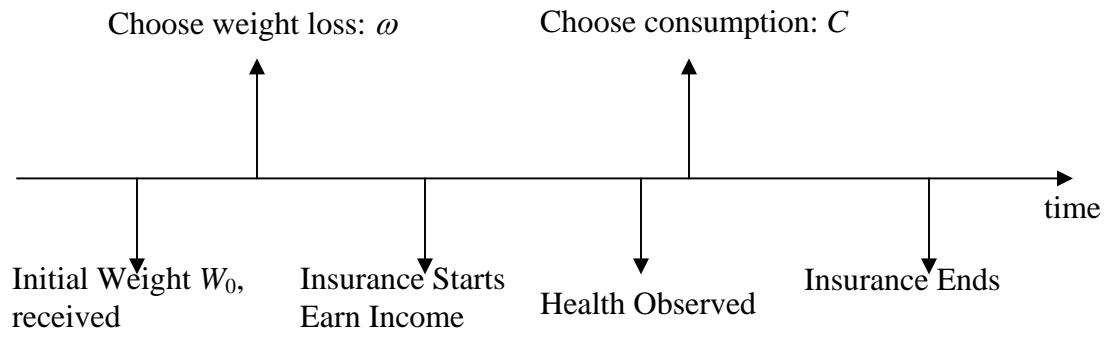 Choose weight loss: ω
Choose consumption: C
time
Initial Weight W₀,
received
Insurance Starts
Earn Income
Health Observed
Insurance Ends